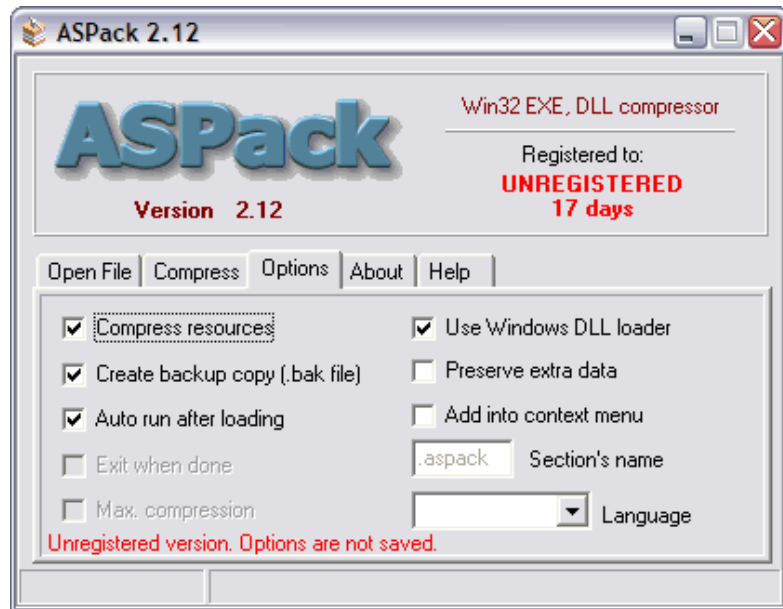 ASPack 2.12
ASPack
Version 2.12
Win32 EXE, DLL compressor
Registered to:
UNREGISTERED
17 days
Open File Compress Options About Help
Compress resources
Create backup copy (.bak file)
Auto run after loading
Exit when done
Max. compression
Use Windows DLL loader
Preserve extra data
Add into context menu
.aspack Section's name
Language
Unregistered version. Options are not saved.